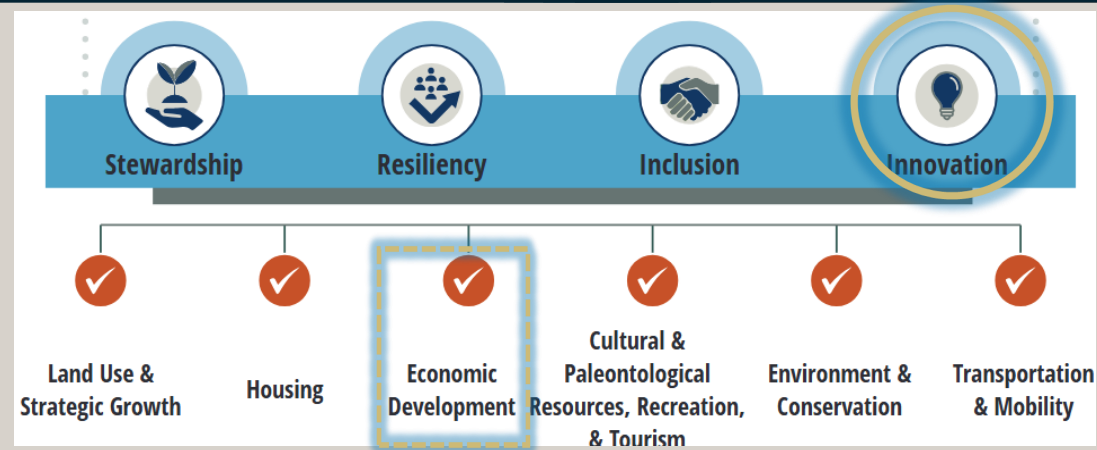 Stewardship
Resiliency
Inclusion
Innovation
Land Use &
Strategic Growth
Housing
Economic
Development
Cultural &
Paleontological
Resources, Recreation,
& Tourism
Environment &
Conservation
Transportation
& Mobility